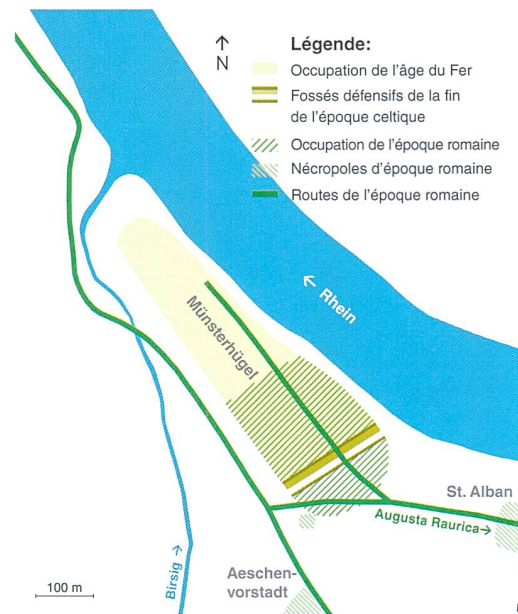 ↑
N
Légende:
Occupation de l'âge du Fer
Fossés défensifs de la fin
de l'époque celtique
Occupation de l'époque romaine
Nécropoles d'époque romaine
Routes de l'époque romaine
← Rhein
Münsterhügel
St. Alban
Augusta Raurica→
Aeschen-
vorstadt
Birsig →
100 m